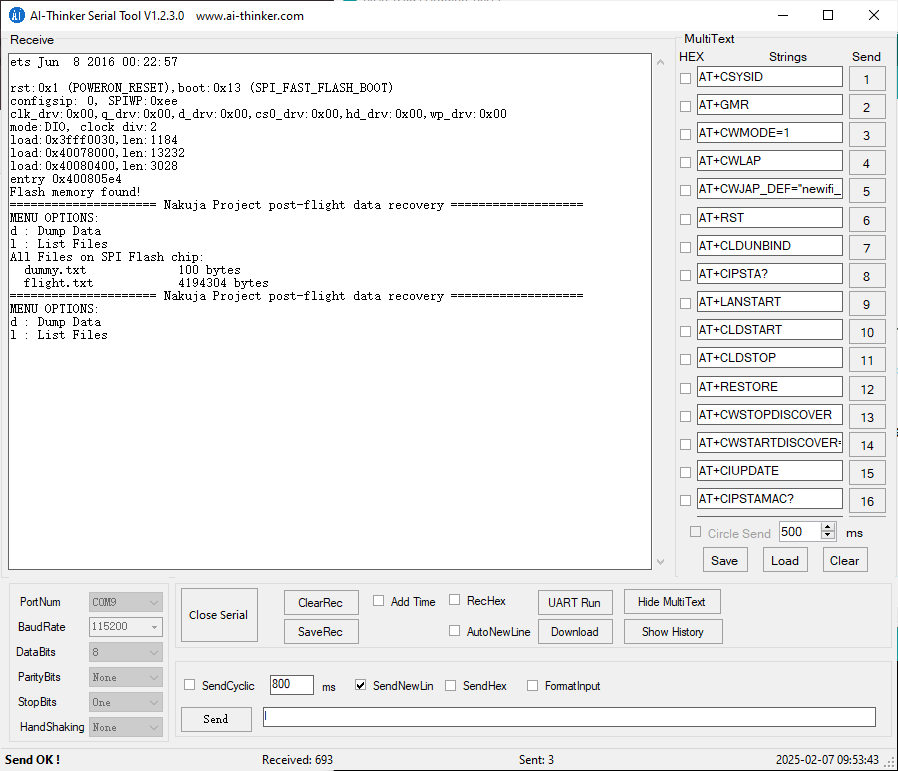 AI-Thinker Serial Tool V1.2.3.0 www.ai-thinker.com
Receive
ets Jun  8 2016 00:22:57
rst:0x1 (POWERON_RESET),boot:0x13 (SPI_FAST_FLASH_BOOT)
configsip: 0, SPIWP:0xee
clk_drv:0x00,q_drv:0x00,d_drv:0x00,cs0_drv:0x00,hd_drv:0x00,wp_drv:0x00
mode:DIO, clock div:2
load:0x3fff0030,len:1184
load:0x40078000,len:13232
load:0x40080400,len:3028
entry 0x400805e4
Flash memory found!
===================== Nakuja Project post-flight data recovery ===================
MENU OPTIONS:
d : Dump Data
l : List Files
All Files on SPI Flash chip:
dummy.txt 100 bytes
flight.txt 4194304 bytes
===================== Nakuja Project post-flight data recovery ===================
MENU OPTIONS:
d : Dump Data
l : List Files
MultiText
HEX Strings Send
AT+CSYSID 1
AT+GMR 2
AT+CWMODE=1 3
AT+CWLAP 4
AT+CWJAP_DEF="newifi_ 5
AT+RST 6
AT+CLDUNBIND 7
AT+CIPSTA? 8
AT+LANSTART 9
AT+CLDSTART 10
AT+CLDSTOP 11
AT+RESTORE 12
AT+CWSTOPDISCOVER 13
AT+CWSTARTDISCOVER= 14
AT+CIUPDATE 15
AT+CIPSTAMAC? 16
Circle Send 500 ms
Save Load Clear
PortNum COM9
BaudRate 115200
DataBits 8
ParityBits None
StopBits One
HandShaking None
Close Serial
ClearRec Add Time RecHex UART Run Hide MultiText
SaveRec AutoNewLine Download Show History
SendCyclic 800 ms SendNewLin SendHex FormatInput
Send
Send OK ! Received: 693 Sent: 3 2025-02-07 09:53:43